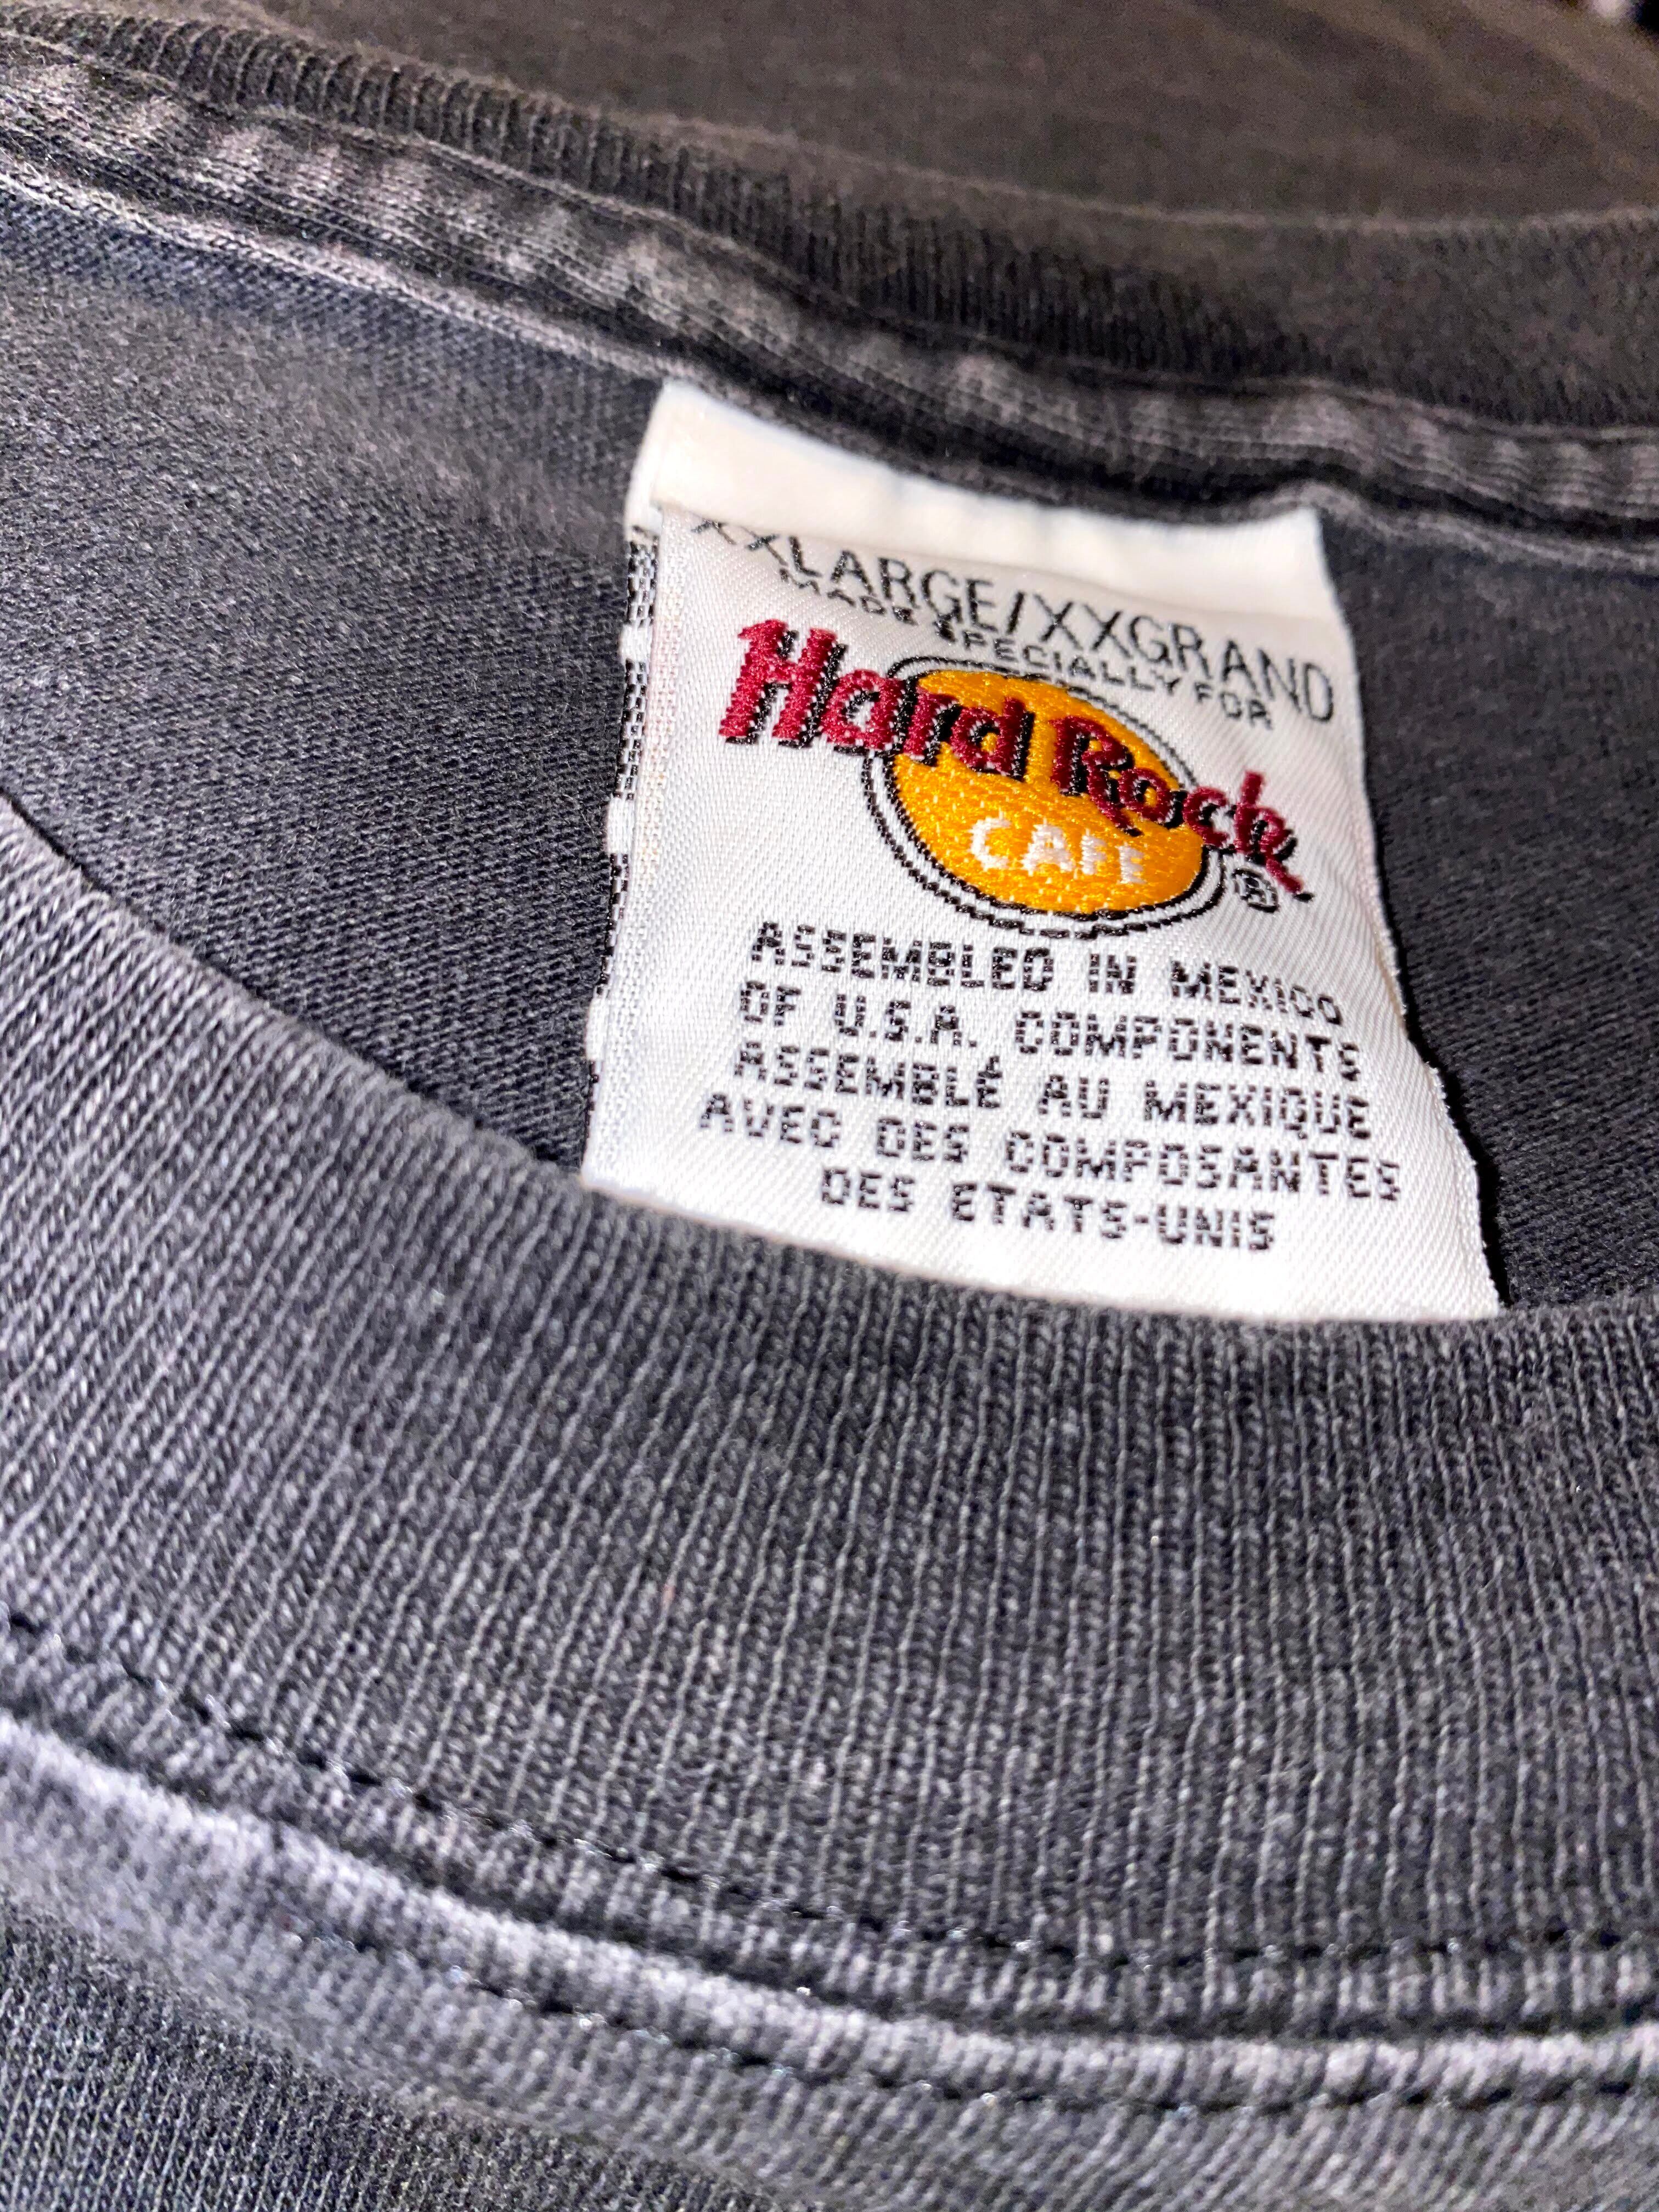 XXLARGE/XXGRAND
MADE SPECIALLY FOR
Hard Rock
CAFE
®
ASSEMBLED IN MEXICO
OF U.S.A. COMPONENTS
ASSEMBLÉ AU MEXIQUE
AVEC DES COMPOSANTES
DES ETATS-UNIS